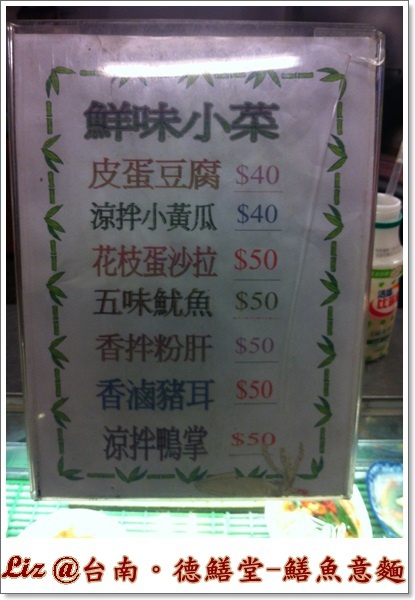 鮮味小菜
皮蛋豆腐 $40
涼拌小黃瓜 $40
花枝蛋沙拉 $50
五味魷魚 $50
香拌粉肝 $50
香滷豬耳 $50
涼拌鴨掌 $50
Liz@台南。德鱔堂-鱔魚意麵